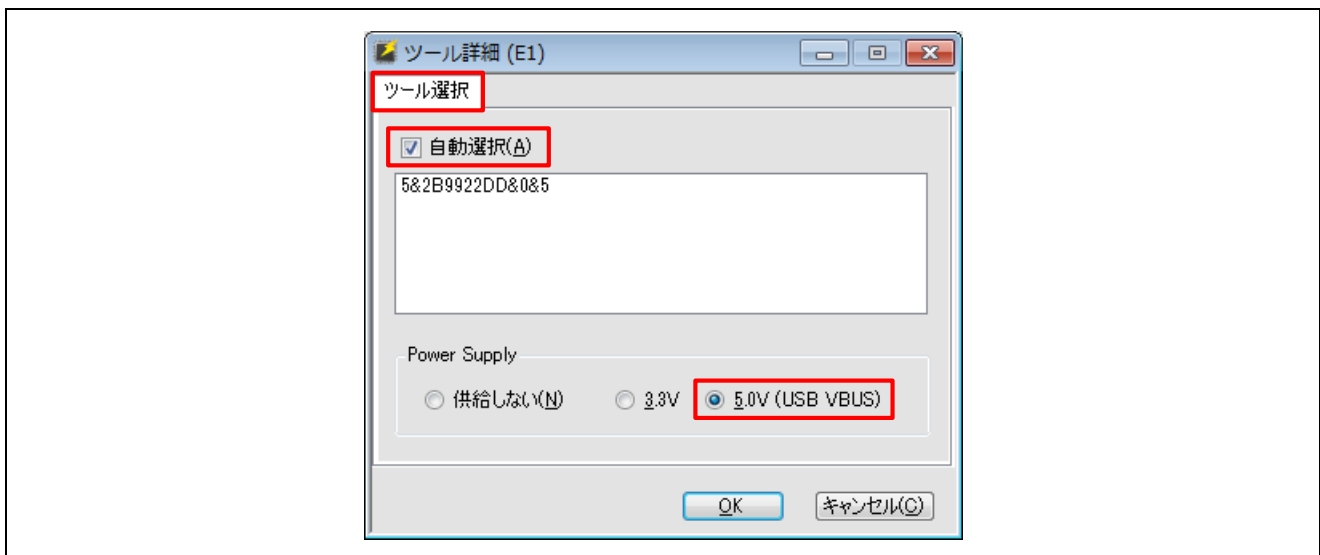 ツール詳細 (E1)
ツール選択
自動選択(A)
5&2B9922DD&0&5
Power Supply
供給しない(N) 3.3V 5.0V (USB VBUS)
OK キャンセル(C)